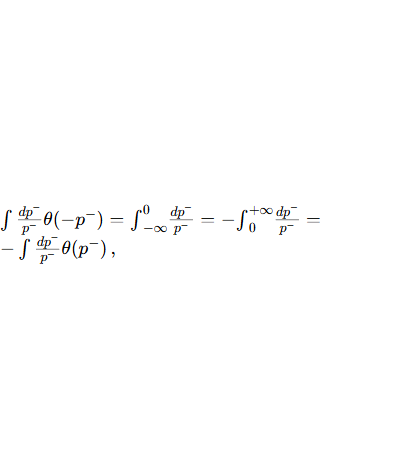 ∫ dp⁻/p⁻ θ(−p⁻) = ∫_{−∞}^{0} dp⁻/p⁻ = −∫_{0}^{+∞} dp⁻/p⁻ =
− ∫ dp⁻/p⁻ θ(p⁻) ,